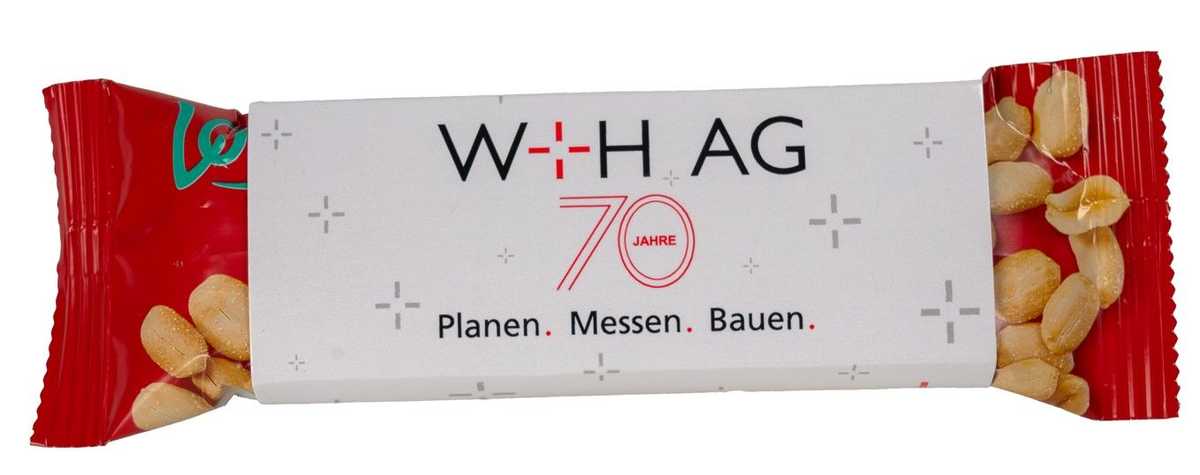 W+H AG
70
JAHRE
Planen. Messen. Bauen.